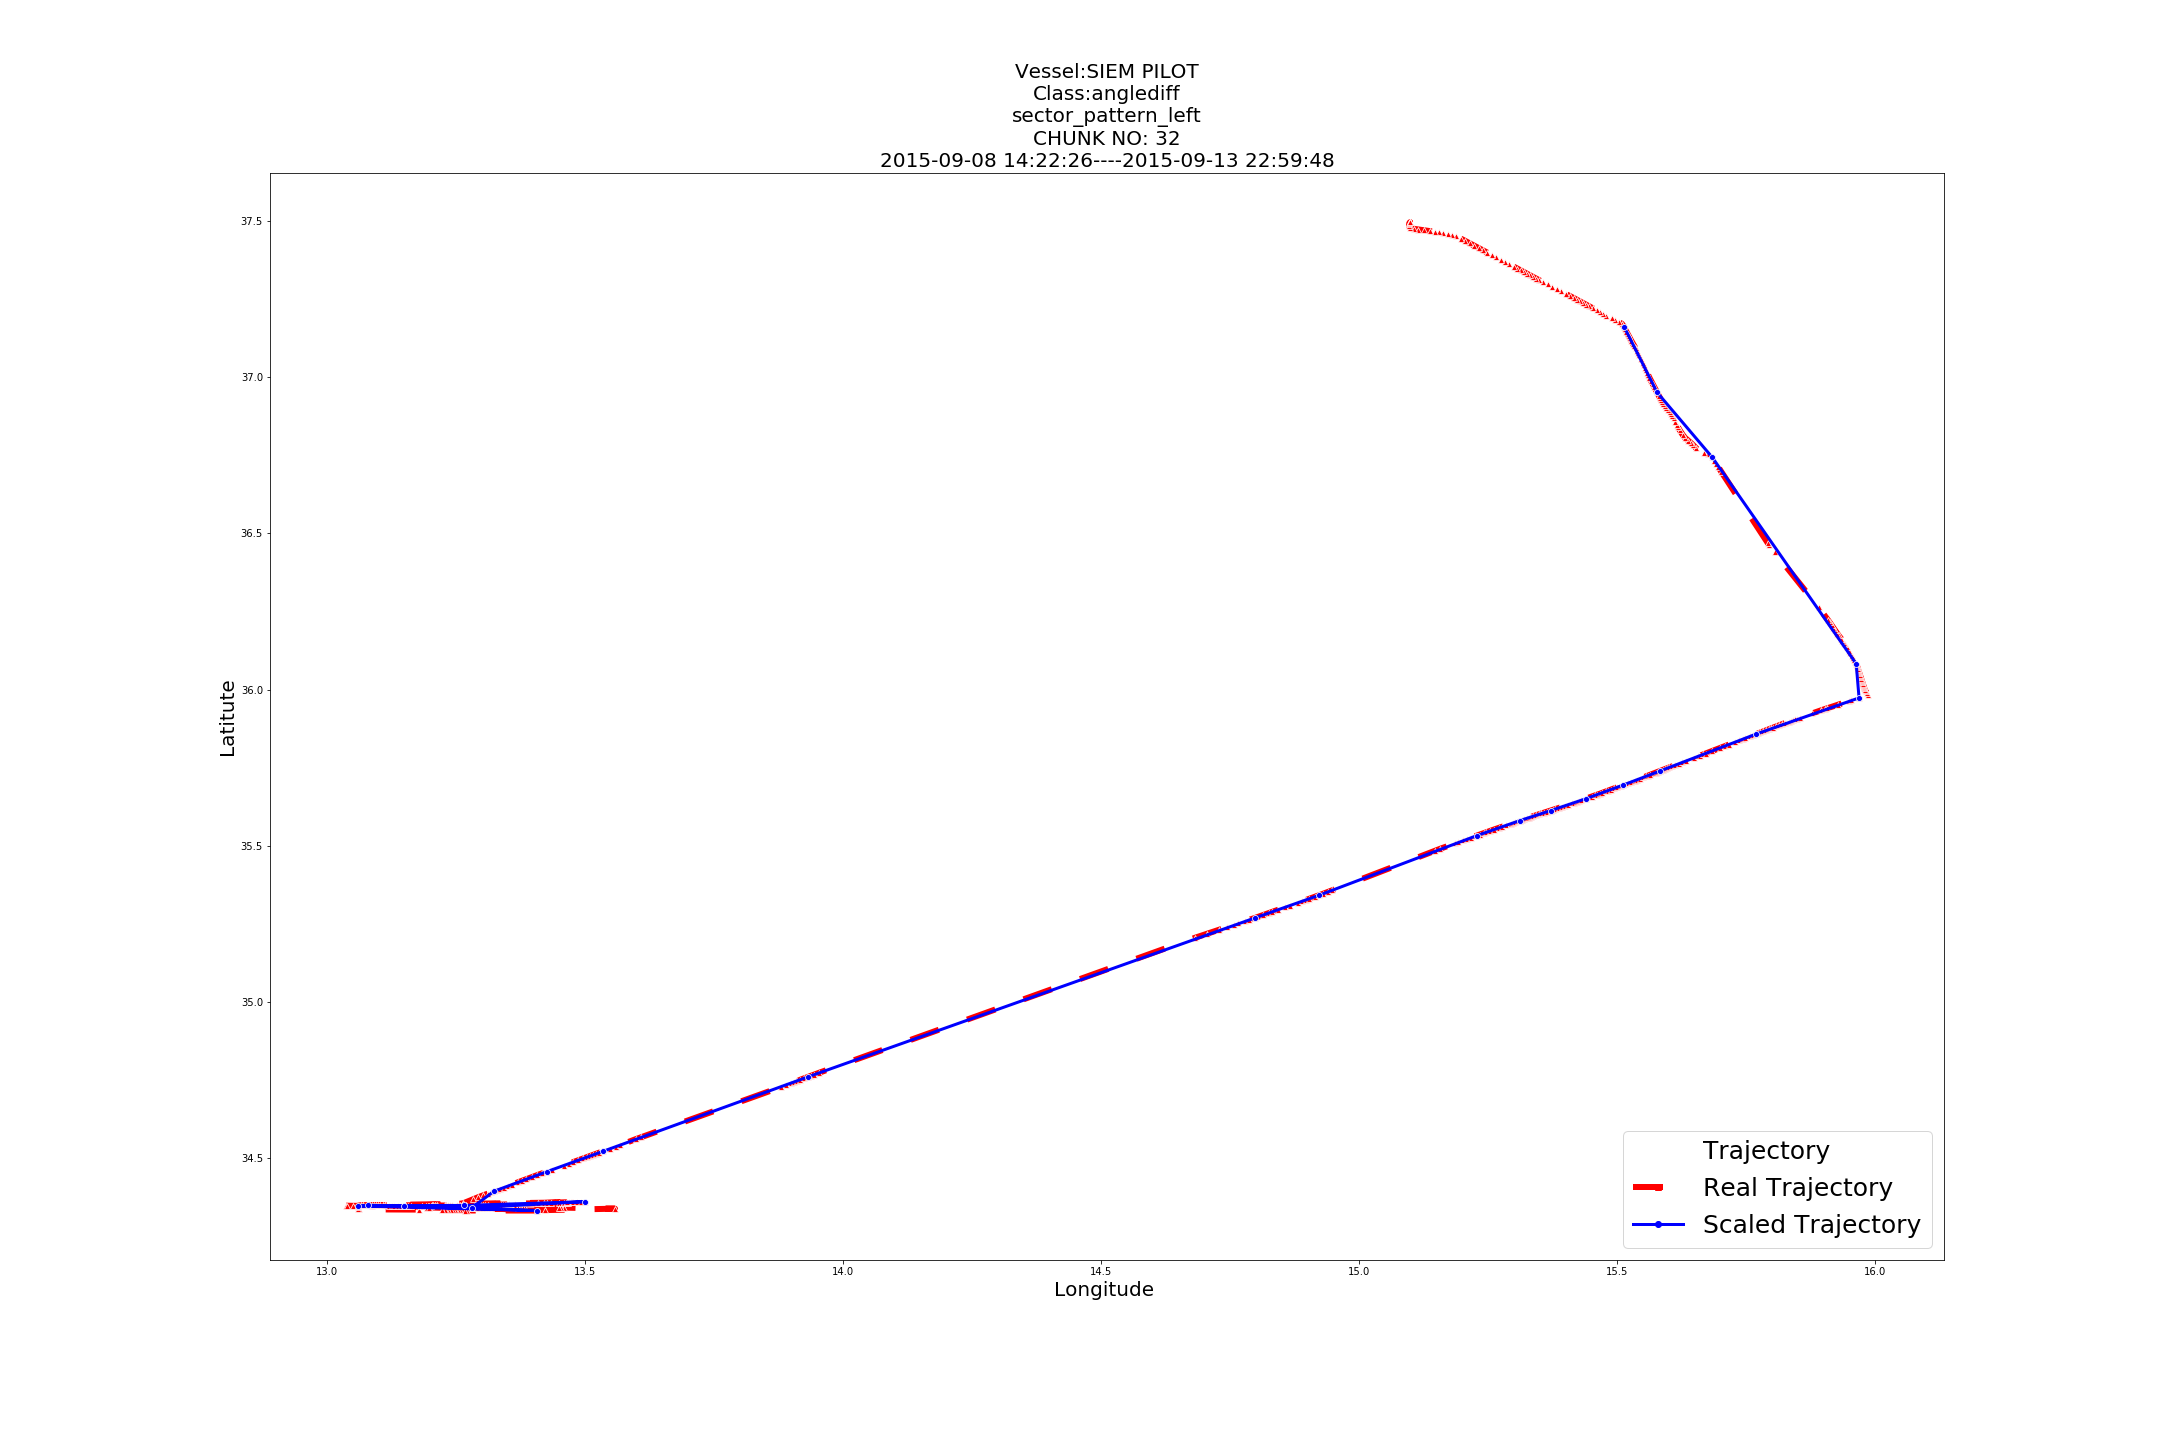 Vessel:SIEM PILOT
Class:anglediff
sector_pattern_left
CHUNK NO: 32
2015-09-08 14:22:26----2015-09-13 22:59:48
37.5
37.0
36.5
36.0
35.5
35.0
34.5
Latitute
13.0 13.5 14.0 14.5 15.0 15.5 16.0
Longitude
Trajectory
Real Trajectory
Scaled Trajectory